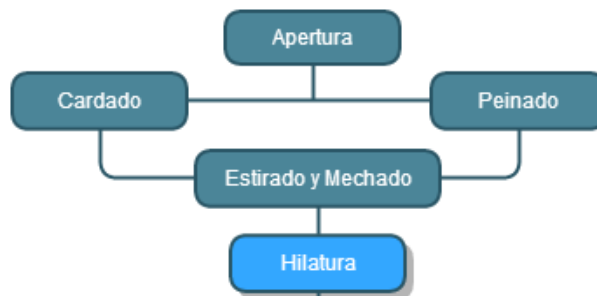 Apertura
Cardado
Peinado
Estirado y Mechado
Hilatura